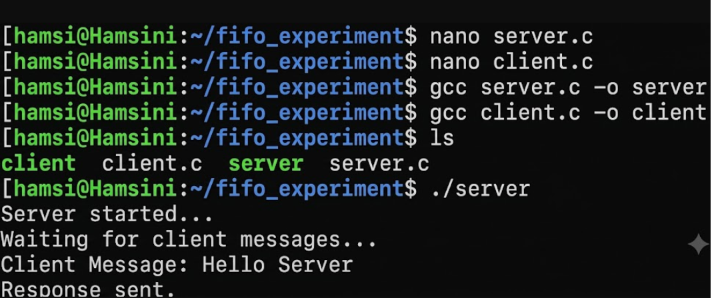 [hamsi@Hamsini:~/fifo_experiment$ nano server.c
[hamsi@Hamsini:~/fifo_experiment$ nano client.c
[hamsi@Hamsini:~/fifo_experiment$ gcc server.c -o server
[hamsi@Hamsini:~/fifo_experiment$ gcc client.c -o client
[hamsi@Hamsini:~/fifo_experiment$ ls
client  client.c  server  server.c
[hamsi@Hamsini:~/fifo_experiment$ ./server
Server started...
Waiting for client messages...
Client Message: Hello Server
Response sent.